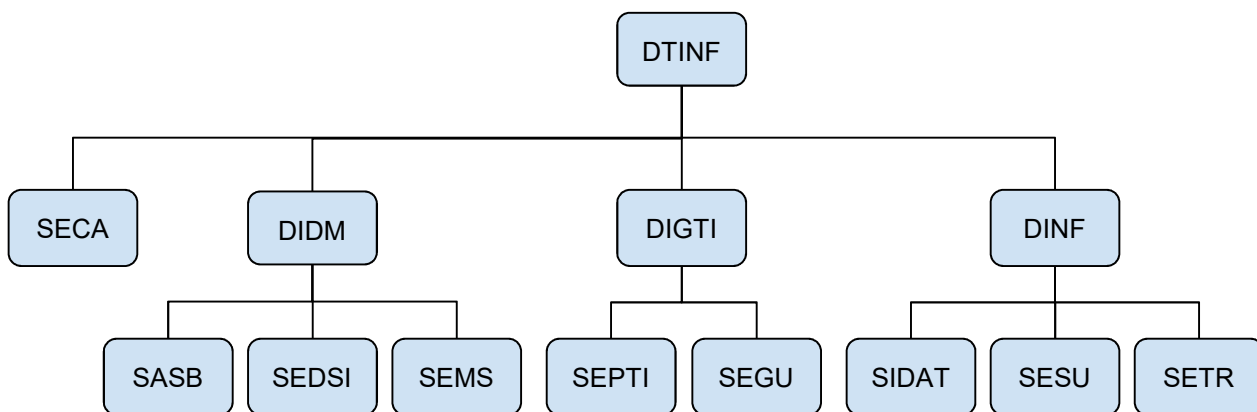 DTINF
SECA
DIDM
DIGTI
DINF
SASB
SEDSI
SEMS
SEPTI
SEGU
SIDAT
SESU
SETR